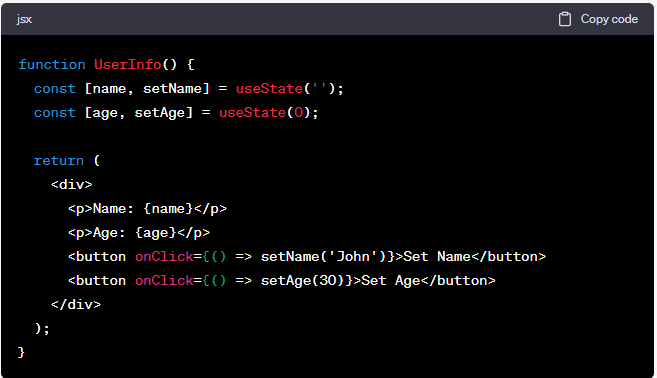 jsx
Copy code
function UserInfo() {
  const [name, setName] = useState('');
  const [age, setAge] = useState(0);

  return (
    <div>
      <p>Name: {name}</p>
      <p>Age: {age}</p>
      <button onClick={() => setName('John')}>Set Name</button>
      <button onClick={() => setAge(30)}>Set Age</button>
    </div>
  );
}